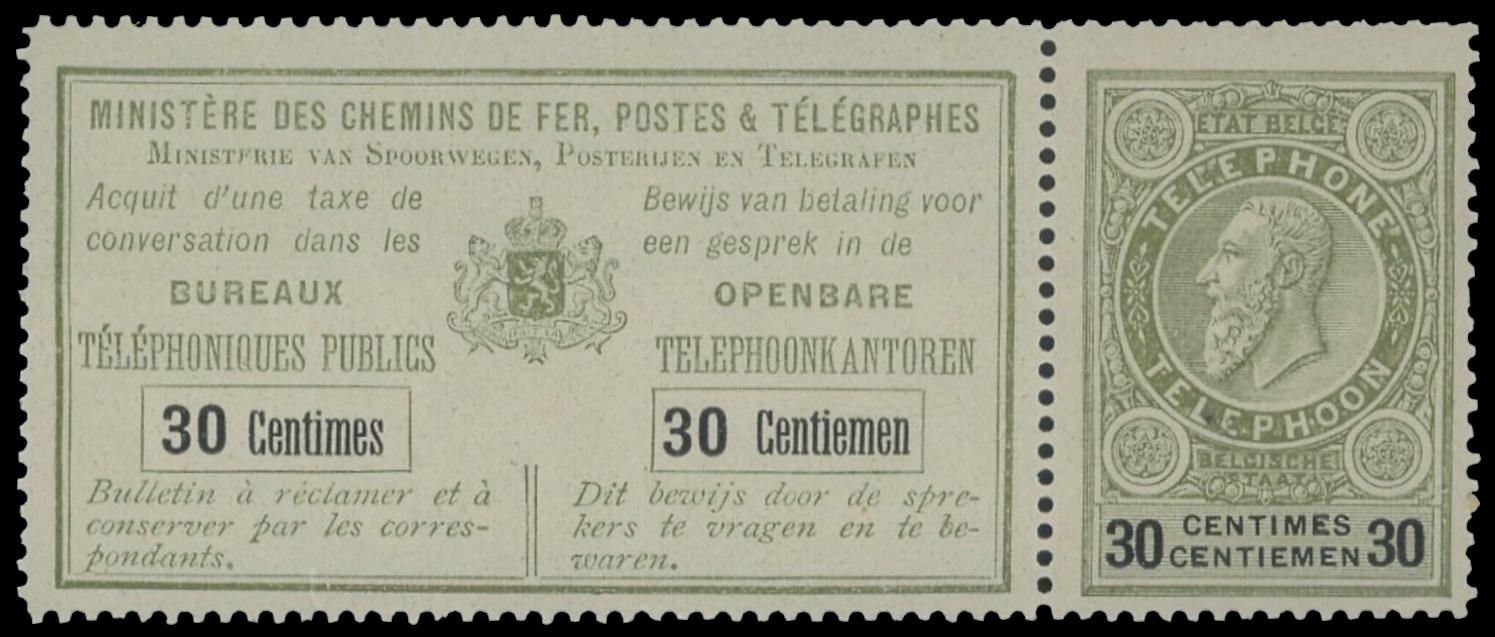 MINISTÈRE DES CHEMINS DE FER, POSTES & TÉLÉGRAPHES
MINISTERIE VAN SPOORWEGEN, POSTERIJEN EN TELEGRAFEN
Acquit d'une taxe de
conversation dans les
BUREAUX
TÉLÉPHONIQUES PUBLICS
30 Centimes
Bulletin à réclamer et à
conserver par les corres-
pondants.
Bewijs van betaling voor
een gesprek in de
OPENBARE
TELEPHOONKANTOREN
30 Centiemen
Dit bewijs door de spre-
kers te vragen en te be-
waren.
ETAT BELGE
TELEPHONE
TELEPHOON
BELGISCHE
STAAT
30 CENTIMES 30
CENTIEMEN